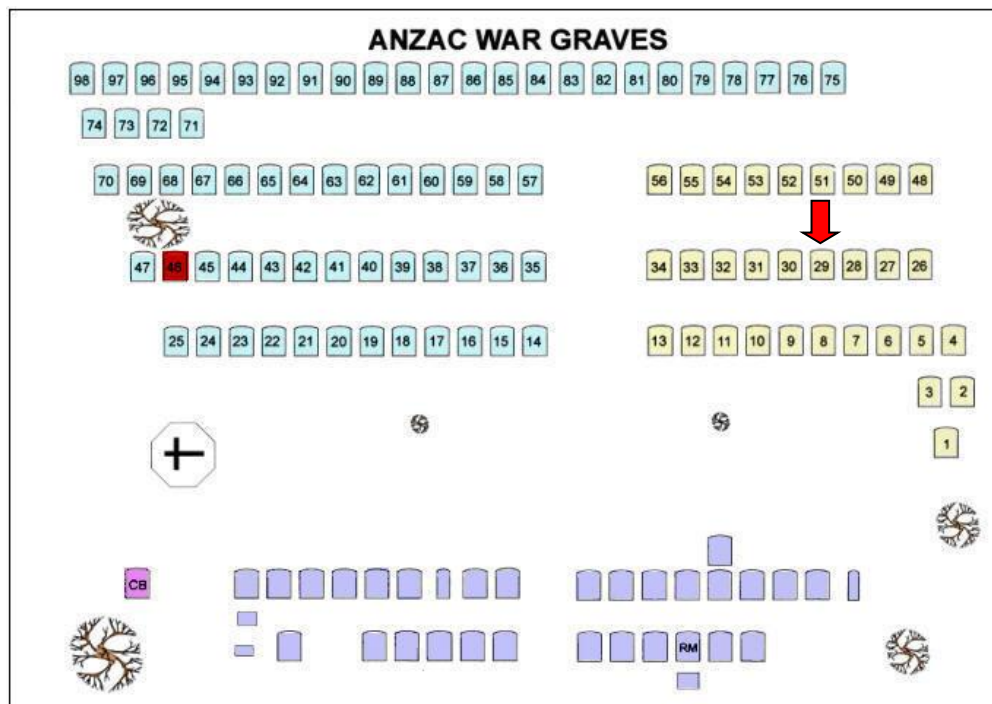 ANZAC WAR GRAVES
98 97 96 95 94 93 92 91 90 89 88 87 86 85 84 83 82 81 80 79 78 77 76 75
74 73 72 71
70 69 68 67 66 65 64 63 62 61 60 59 58 57 56 55 54 53 52 51 50 49 48
47 46 45 44 43 42 41 40 39 38 37 36 35 34 33 32 31 30 29 28 27 26
25 24 23 22 21 20 19 18 17 16 15 14 13 12 11 10 9 8 7 6 5 4
3 2
1
CB
RM